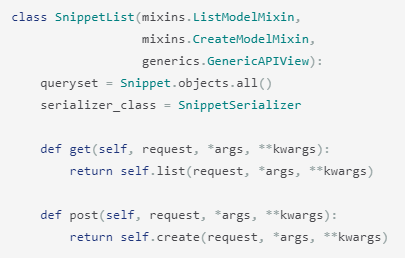 class SnippetList(mixins.ListModelMixin,
                  mixins.CreateModelMixin,
                  generics.GenericAPIView):
    queryset = Snippet.objects.all()
    serializer_class = SnippetSerializer

    def get(self, request, *args, **kwargs):
        return self.list(request, *args, **kwargs)

    def post(self, request, *args, **kwargs):
        return self.create(request, *args, **kwargs)